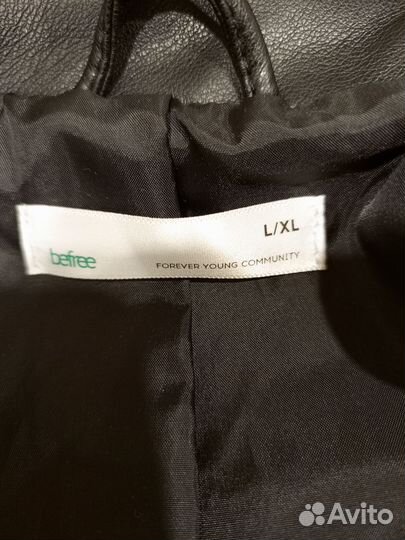 L/XL
befree
FOREVER YOUNG COMMUNITY
Avito